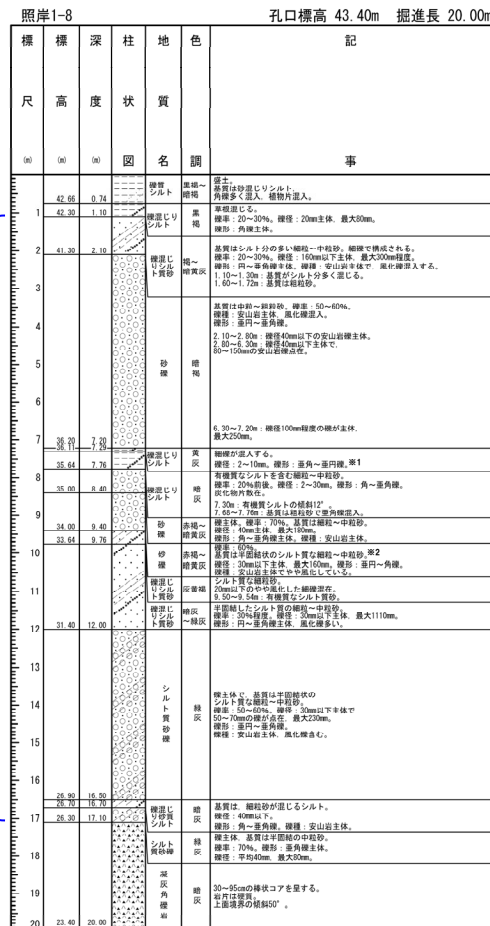 照岸1-8
孔口標高 43.40m 掘進長 20.00m
標尺(m) 標高(m) 深度(m) 柱状図 地質名 色調 記事
1
2
3
4
5
6
7
8
9
10
11
12
13
14
15
16
17
18
19
20
42.66 0.74
42.30 1.10
41.30 2.10
36.20 7.20
36.11 7.29
35.64 7.76
35.00 8.40
34.00 9.40
33.64 9.76
31.40 12.00
26.90 16.50
26.70 16.70
26.30 17.10
23.40 20.00
礫質シルト
黒褐~暗褐
盛土。
基質は砂混じりシルト。
角礫多く混入、植物片混入。
礫混じりシルト
黒褐
草根混じる。
礫率:20~30%。礫径:20mm主体、最大80mm。
礫形:角礫主体。
礫混じりシルト質砂
褐~暗黄灰
基質はシルト分の多い細粒~中粒砂。細礫で構成される。
礫率:20~30%。礫径:160mm以下主体、最大300mm程度。
礫形:円~亜角礫主体。礫種:安山岩主体で、風化礫混入する。
1.10~1.30m:基質がシルト分多く混じる。
1.60~1.72m:基質は粗粒砂。
砂礫
暗褐
基質は中粒~粗粒砂。礫率:50~60%。
礫種:安山岩主体、風化礫混入。
礫形:亜円~亜角礫。
2.10~2.80m:礫径40mm以下の安山岩礫主体。
2.80~6.30m:礫径40mm以下主体で、
80~150mmの安山岩礫点在。
6.30~7.20m:礫径100mm程度の礫が主体、
最大250mm。
礫混じりシルト
黄灰
細礫が混入する。
礫径:2~10mm。礫形:亜角~亜円礫。※1
礫混じりシルト
暗灰
有機質なシルトを含む細粒~中粒砂。
礫率:20%前後。礫径:2~30mm。礫形:角~亜角礫。
炭化物片散在。
7.30m:有機質シルトの傾斜12°。
7.68~7.76m:基質は粗粒砂で亜角礫混入。
砂礫
赤褐~暗黄灰
礫主体。礫率:70%。基質は細粒~中粒砂。
礫径:40mm主体、最大180mm。
礫形:角~亜角礫主体。礫種:安山岩主体。
砂礫
赤褐~暗黄灰
礫率:60%。
基質は半固結状のシルト質な細粒~中粒砂。※2
礫径:30mm以下主体、最大160mm。礫形:亜円~角礫。
礫種:安山岩主体でやや風化している。
礫混じりシルト質砂
灰黄褐
シルト質な細粒砂。
20mm以下のやや風化した細礫混在。
9.50~9.54m:有機質なシルト質砂。
礫混じりシルト質砂
暗灰~緑灰
半固結したシルト質の細粒~中粒砂。
礫率:30%程度。礫径:30mm以下主体、最大1110mm。
礫形:円~亜角礫主体、風化礫多い。
シルト質砂礫
緑灰
礫主体で、基質は半固結状の
シルト質な細粒~中粒砂。
礫率:50~60%。礫径:30mm以下主体で
50~70mmの礫が点在、最大230mm。
礫形:亜円~亜角礫。
礫種:安山岩主体、風化礫含む。
礫混じり砂質シルト
暗灰
基質は、細粒砂が混じるシルト。
礫径:40mm以下。
礫形:角~亜角礫。礫種:安山岩主体。
シルト質砂礫
緑灰
礫主体、基質は半固結の中粒砂。
礫率:70%。礫形:亜角礫主体。
礫径:平均40mm、最大80mm。
凝灰角礫岩
暗灰
30~95cmの棒状コアを呈する。
岩片は硬質。
上面境界の傾斜50°。